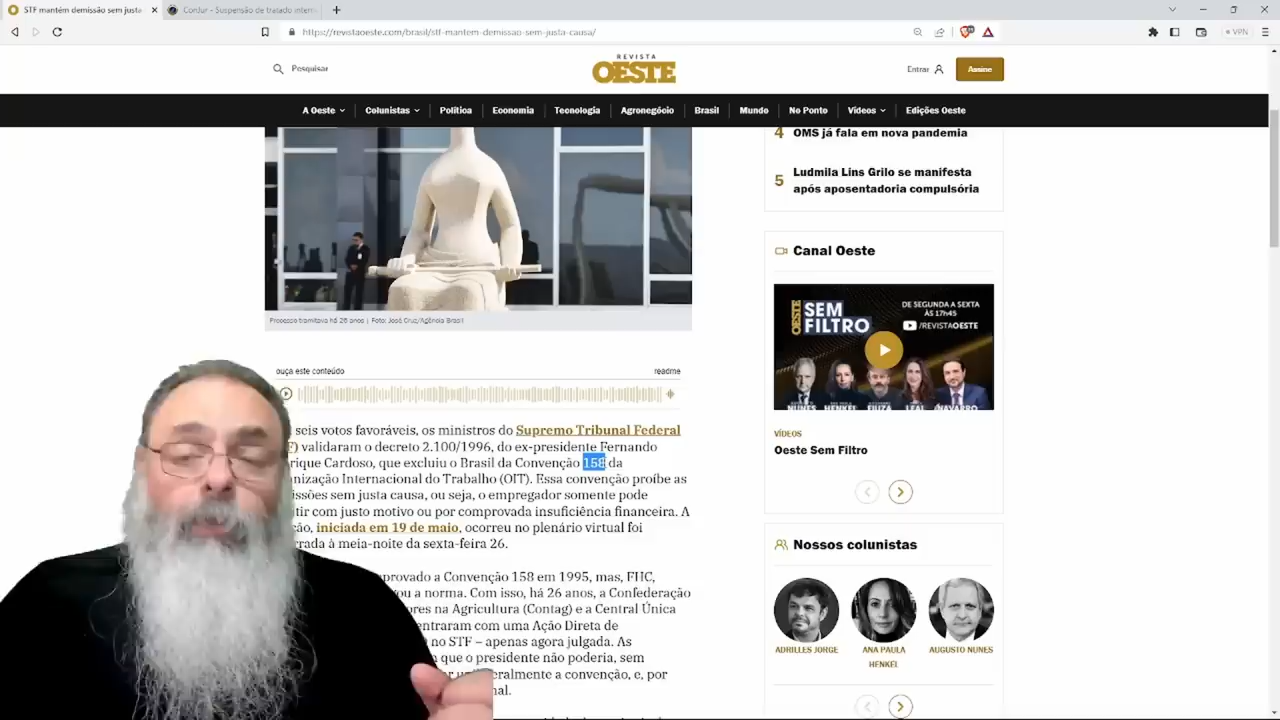 STF mantém demissão sem justa
ConJur - Suspensão de tratado intern
https://revistaoeste.com/brasil/stf-mantem-demissao-sem-justa-causa/
VPN
Pesquisar
REVISTA
OESTE
Entrar
Assine
A Oeste
Colunistas
Política
Economia
Tecnologia
Agronegócio
Brasil
Mundo
No Ponto
Vídeos
Edições Oeste
4 OMS já fala em nova pandemia
5 Ludmila Lins Grilo se manifesta
após aposentadoria compulsória
Processo tramitava há 26 anos | Foto: José Cruz/Agência Brasil
Canal Oeste
OESTE
SEM
FILTRO
DE SEGUNDA A SEXTA
ÀS 17h45
/REVISTAOESTE
NUNES HENKEL FIUZA LEAL NAVARRO
VÍDEOS
Oeste Sem Filtro
ouça este conteúdo
readme
seis votos favoráveis, os ministros do Supremo Tribunal Federal
validaram o decreto 2.100/1996, do ex-presidente Fernando
rique Cardoso, que excluiu o Brasil da Convenção 158 da
nização Internacional do Trabalho (OIT). Essa convenção proíbe as
issões sem justa causa, ou seja, o empregador somente pode
itir com justo motivo ou por comprovada insuficiência financeira. A
ão, iniciada em 19 de maio, ocorreu no plenário virtual foi
rrada à meia-noite da sexta-feira 26.
provado a Convenção 158 em 1995, mas, FHC,
ou a norma. Com isso, há 26 anos, a Confederação
ores na Agricultura (Contag) e a Central Única
entraram com uma Ação Direta de
no STF – apenas agora julgada. As
que o presidente não poderia, sem
lateralmente a convenção, e, por
nal.
Nossos colunistas
ADRILLES JORGE
ANA PAULA
HENKEL
AUGUSTO NUNES